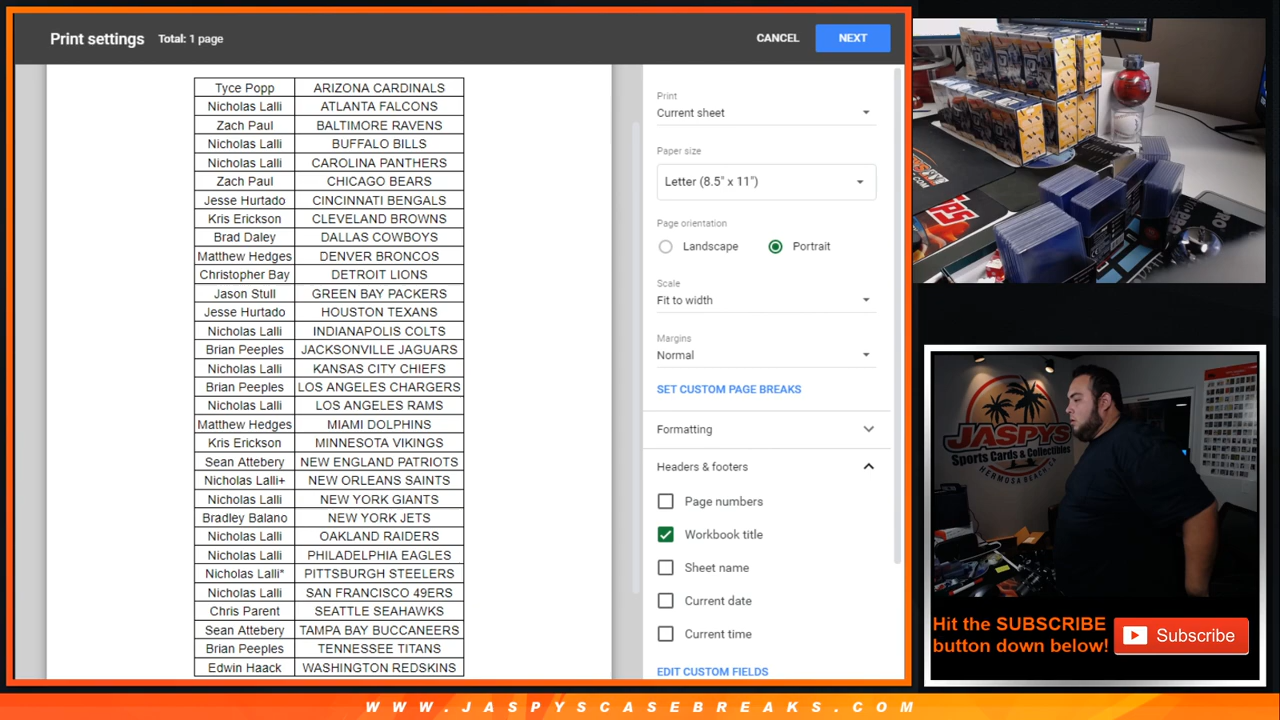 Print settings Total: 1 page CANCEL NEXT
Tyce Popp ARIZONA CARDINALS
Nicholas Lalli ATLANTA FALCONS
Zach Paul BALTIMORE RAVENS
Nicholas Lalli BUFFALO BILLS
Nicholas Lalli CAROLINA PANTHERS
Zach Paul CHICAGO BEARS
Jesse Hurtado CINCINNATI BENGALS
Kris Erickson CLEVELAND BROWNS
Brad Daley DALLAS COWBOYS
Matthew Hedges DENVER BRONCOS
Christopher Bay DETROIT LIONS
Jason Stull GREEN BAY PACKERS
Jesse Hurtado HOUSTON TEXANS
Nicholas Lalli INDIANAPOLIS COLTS
Brian Peeples JACKSONVILLE JAGUARS
Nicholas Lalli KANSAS CITY CHIEFS
Brian Peeples LOS ANGELES CHARGERS
Nicholas Lalli LOS ANGELES RAMS
Matthew Hedges MIAMI DOLPHINS
Kris Erickson MINNESOTA VIKINGS
Sean Attebery NEW ENGLAND PATRIOTS
Nicholas Lalli+ NEW ORLEANS SAINTS
Nicholas Lalli NEW YORK GIANTS
Bradley Balano NEW YORK JETS
Nicholas Lalli OAKLAND RAIDERS
Nicholas Lalli PHILADELPHIA EAGLES
Nicholas Lalli* PITTSBURGH STEELERS
Nicholas Lalli SAN FRANCISCO 49ERS
Chris Parent SEATTLE SEAHAWKS
Sean Attebery TAMPA BAY BUCCANEERS
Brian Peeples TENNESSEE TITANS
Edwin Haack WASHINGTON REDSKINS
Print
Current sheet
Paper size
Letter (8.5" x 11")
Page orientation
Landscape Portrait
Scale
Fit to width
Margins
Normal
SET CUSTOM PAGE BREAKS
Formatting
Headers & footers
Page numbers
Workbook title
Sheet name
Current date
Current time
EDIT CUSTOM FIELDS
JASPYS
Sports Cards & Collectibles
HERMOSA BEACH, CA
Hit the SUBSCRIBE
button down below!
Subscribe
WWW.JASPYSCASEBREAKS.COM